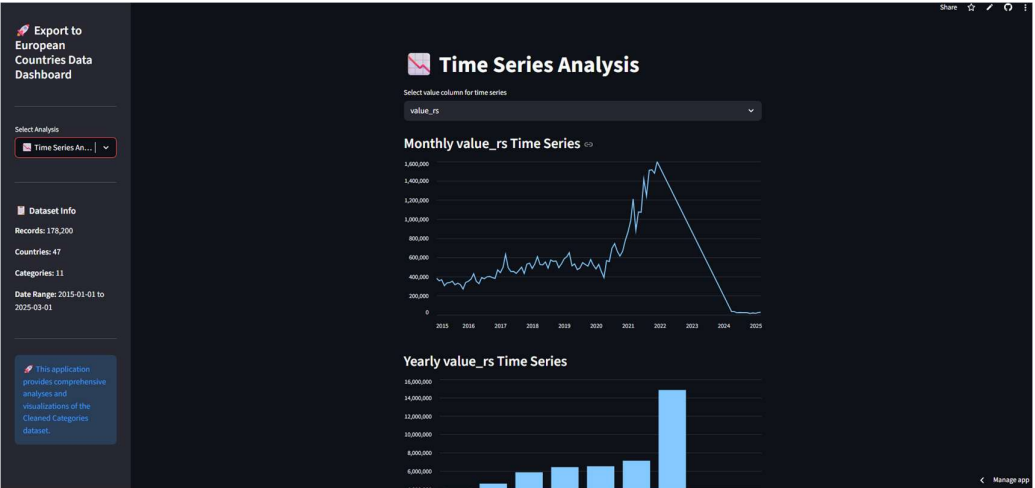 Share
🚀 Export to
European
Countries Data
Dashboard
Select Analysis
Time Series An...
Dataset Info
Records: 178,200
Countries: 47
Categories: 11
Date Range: 2015-01-01 to
2025-03-01
🚀 This application
provides comprehensive
analyses and
visualizations of the
Cleaned Categories
dataset.
Time Series Analysis
Select value column for time series
value_rs
Monthly value_rs Time Series
1,600,000
1,400,000
1,200,000
1,000,000
800,000
600,000
400,000
200,000
0
2015 2016 2017 2018 2019 2020 2021 2022 2023 2024 2025
Yearly value_rs Time Series
16,000,000
14,000,000
12,000,000
10,000,000
8,000,000
6,000,000
Manage app